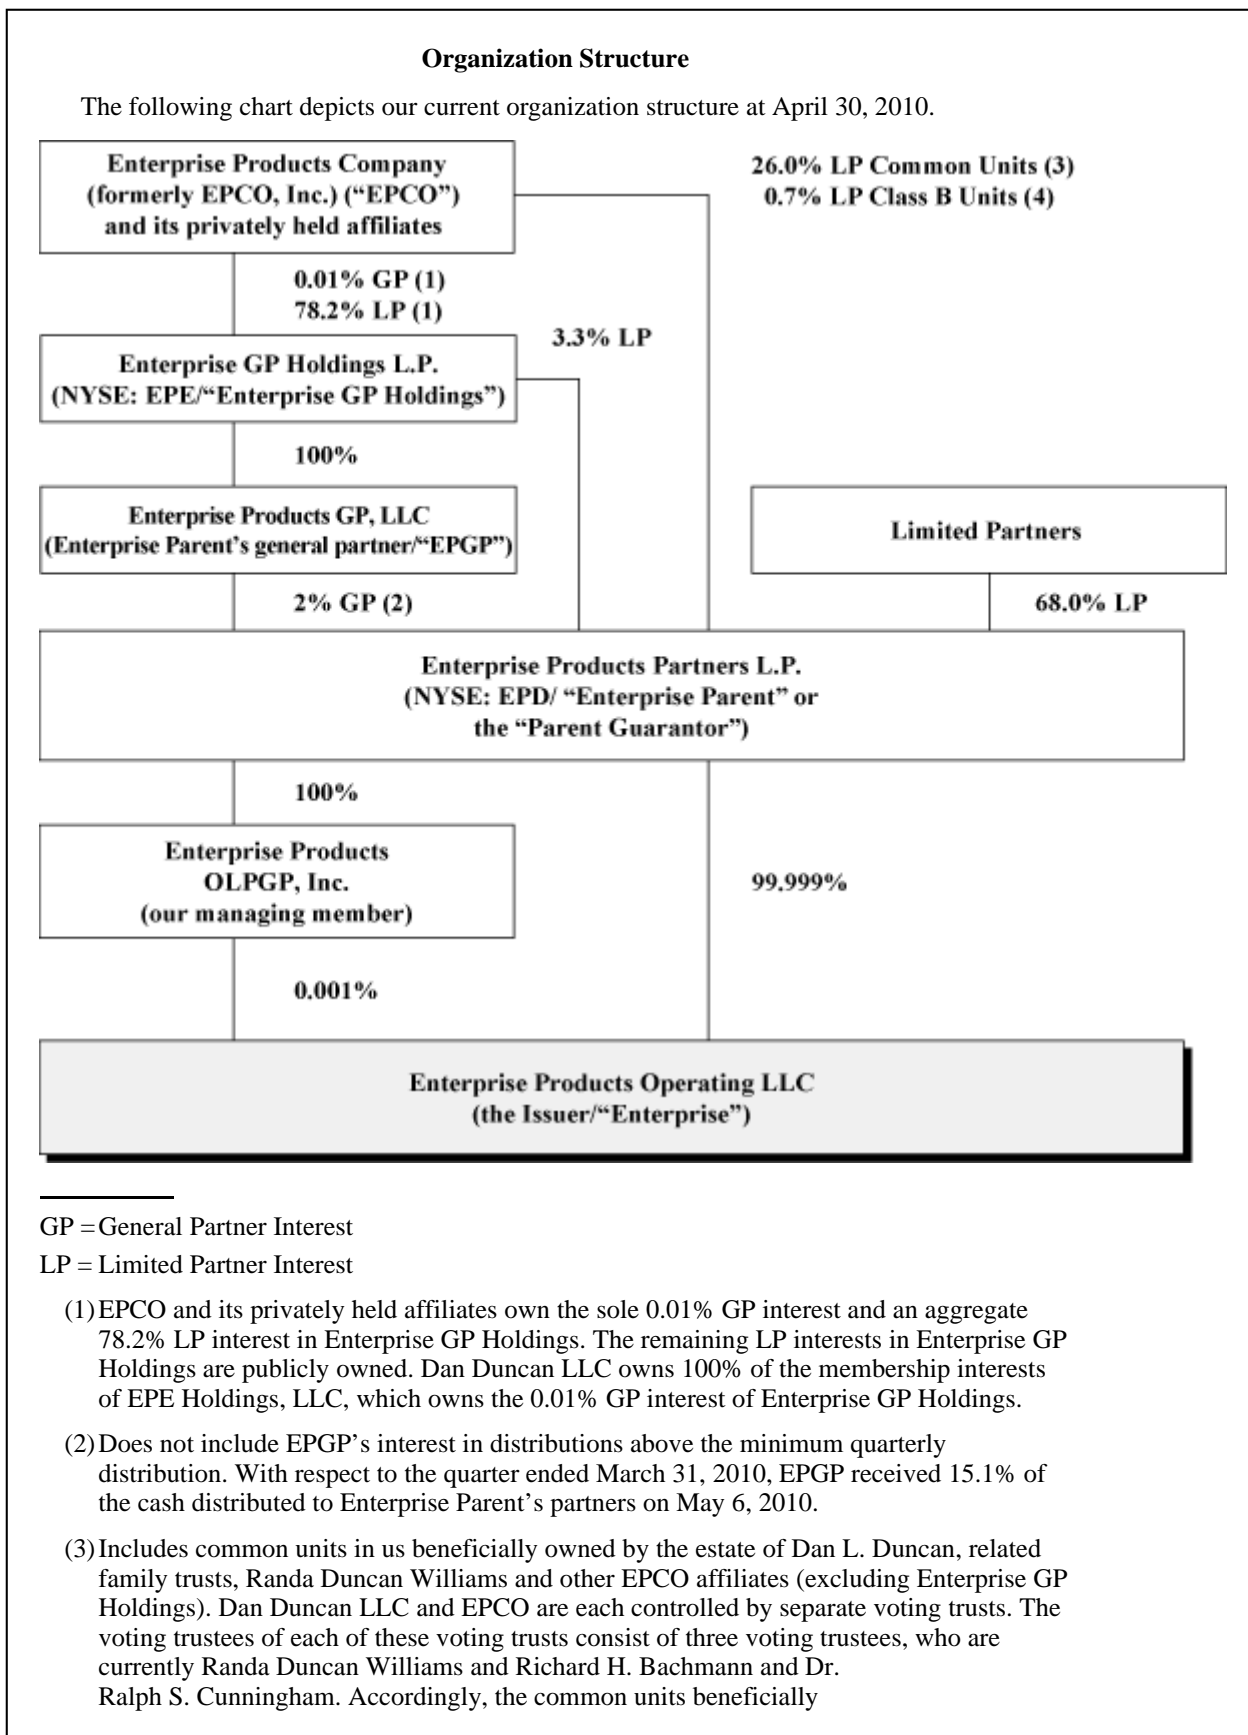 Organization Structure
The following chart depicts our current organization structure at April 30, 2010.
Enterprise Products Company
(formerly EPCO, Inc.) (“EPCO”)
and its privately held affiliates
26.0% LP Common Units (3)
0.7% LP Class B Units (4)
0.01% GP (1)
78.2% LP (1)
3.3% LP
Enterprise GP Holdings L.P.
(NYSE: EPE/“Enterprise GP Holdings”)
100%
Enterprise Products GP, LLC
(Enterprise Parent’s general partner/“EPGP”)
Limited Partners
2% GP (2)
68.0% LP
Enterprise Products Partners L.P.
(NYSE: EPD/ “Enterprise Parent” or
the “Parent Guarantor”)
100%
Enterprise Products
OLPGP, Inc.
(our managing member)
99.999%
0.001%
Enterprise Products Operating LLC
(the Issuer/“Enterprise”)
GP = General Partner Interest
LP = Limited Partner Interest
(1) EPCO and its privately held affiliates own the sole 0.01% GP interest and an aggregate
78.2% LP interest in Enterprise GP Holdings. The remaining LP interests in Enterprise GP
Holdings are publicly owned. Dan Duncan LLC owns 100% of the membership interests
of EPE Holdings, LLC, which owns the 0.01% GP interest of Enterprise GP Holdings.
(2) Does not include EPGP’s interest in distributions above the minimum quarterly
distribution. With respect to the quarter ended March 31, 2010, EPGP received 15.1% of
the cash distributed to Enterprise Parent’s partners on May 6, 2010.
(3) Includes common units in us beneficially owned by the estate of Dan L. Duncan, related
family trusts, Randa Duncan Williams and other EPCO affiliates (excluding Enterprise GP
Holdings). Dan Duncan LLC and EPCO are each controlled by separate voting trusts. The
voting trustees of each of these voting trusts consist of three voting trustees, who are
currently Randa Duncan Williams and Richard H. Bachmann and Dr.
Ralph S. Cunningham. Accordingly, the common units beneficially